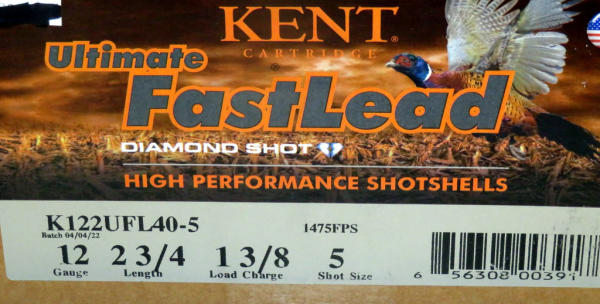 KENT
CARTRIDGE
Ultimate
FastLead
DIAMOND SHOT
HIGH PERFORMANCE SHOTSHELLS
K122UFL40-5 1475FPS
Batch 04/04/22
12 2 3/4 1 3/8 5
Gauge Length Load Charge Shot Size
6 56308 0039